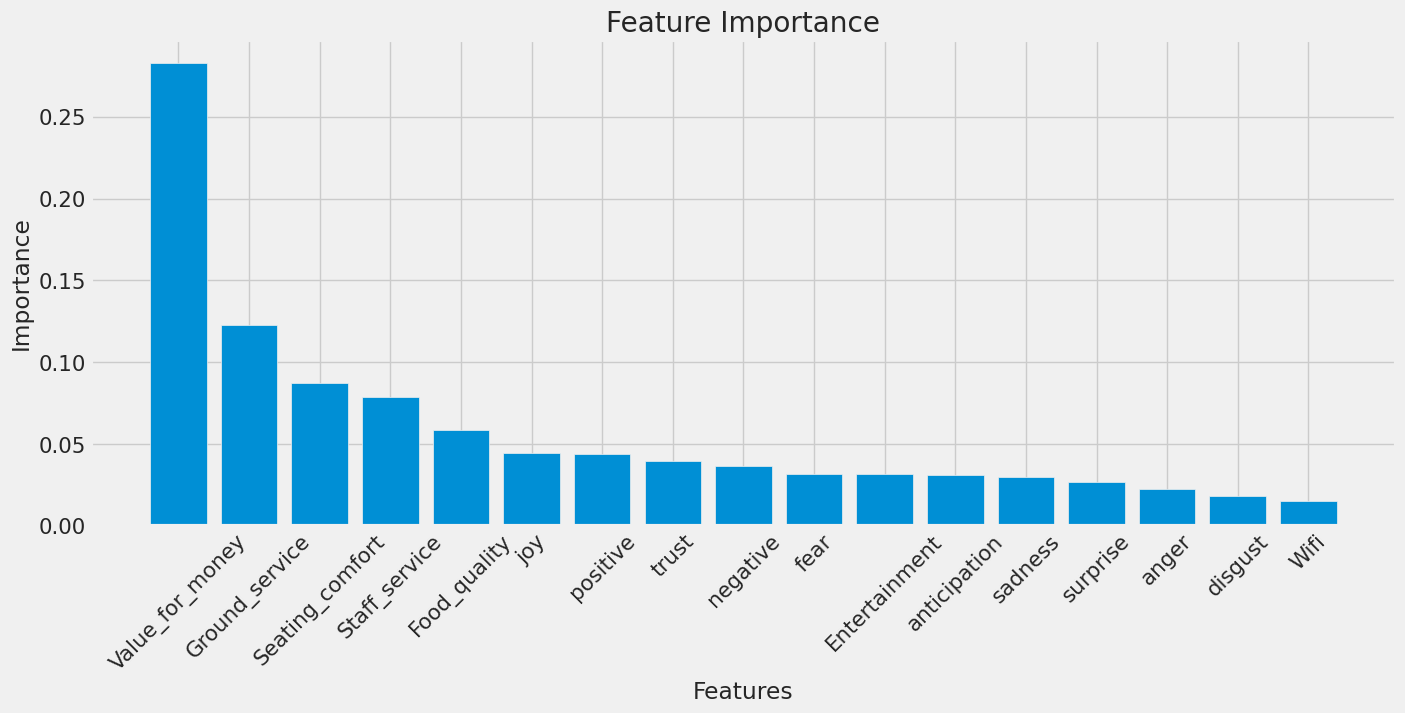 Feature Importance
Importance
0.25
0.20
0.15
0.10
0.05
0.00
Value_for_money
Ground_service
Seating_comfort
Staff_service
Food_quality
joy
positive
trust
negative
fear
Entertainment
anticipation
sadness
surprise
anger
disgust
Wifi
Features